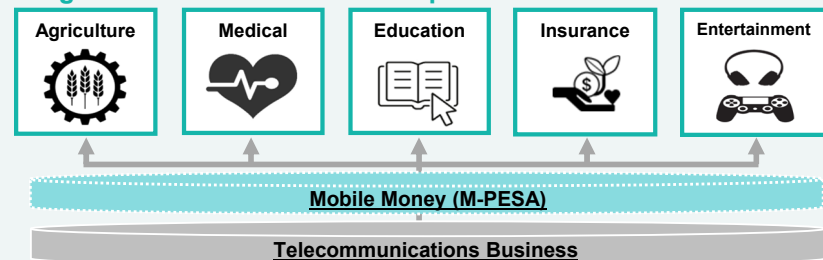 Agriculture
Medical
Education
Insurance
Entertainment
$
Mobile Money (M-PESA)
Telecommunications Business